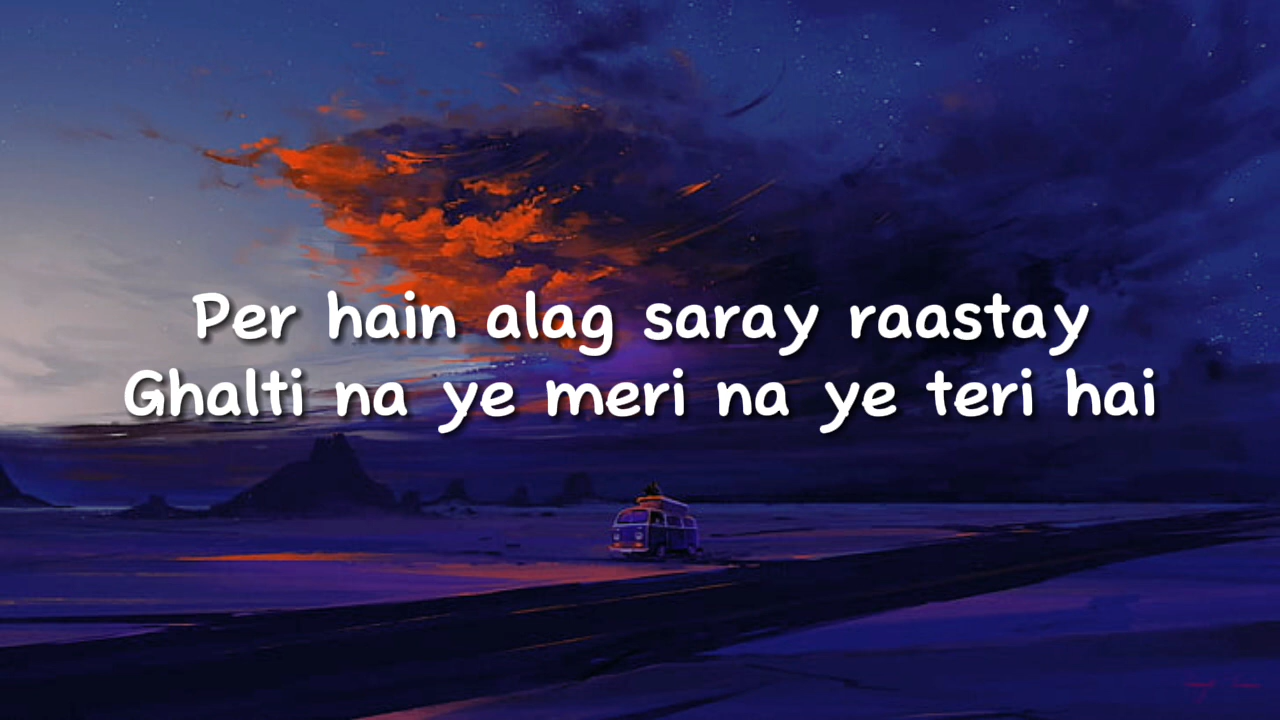 Per hain alag saray raastay
Ghalti na ye meri na ye teri hai